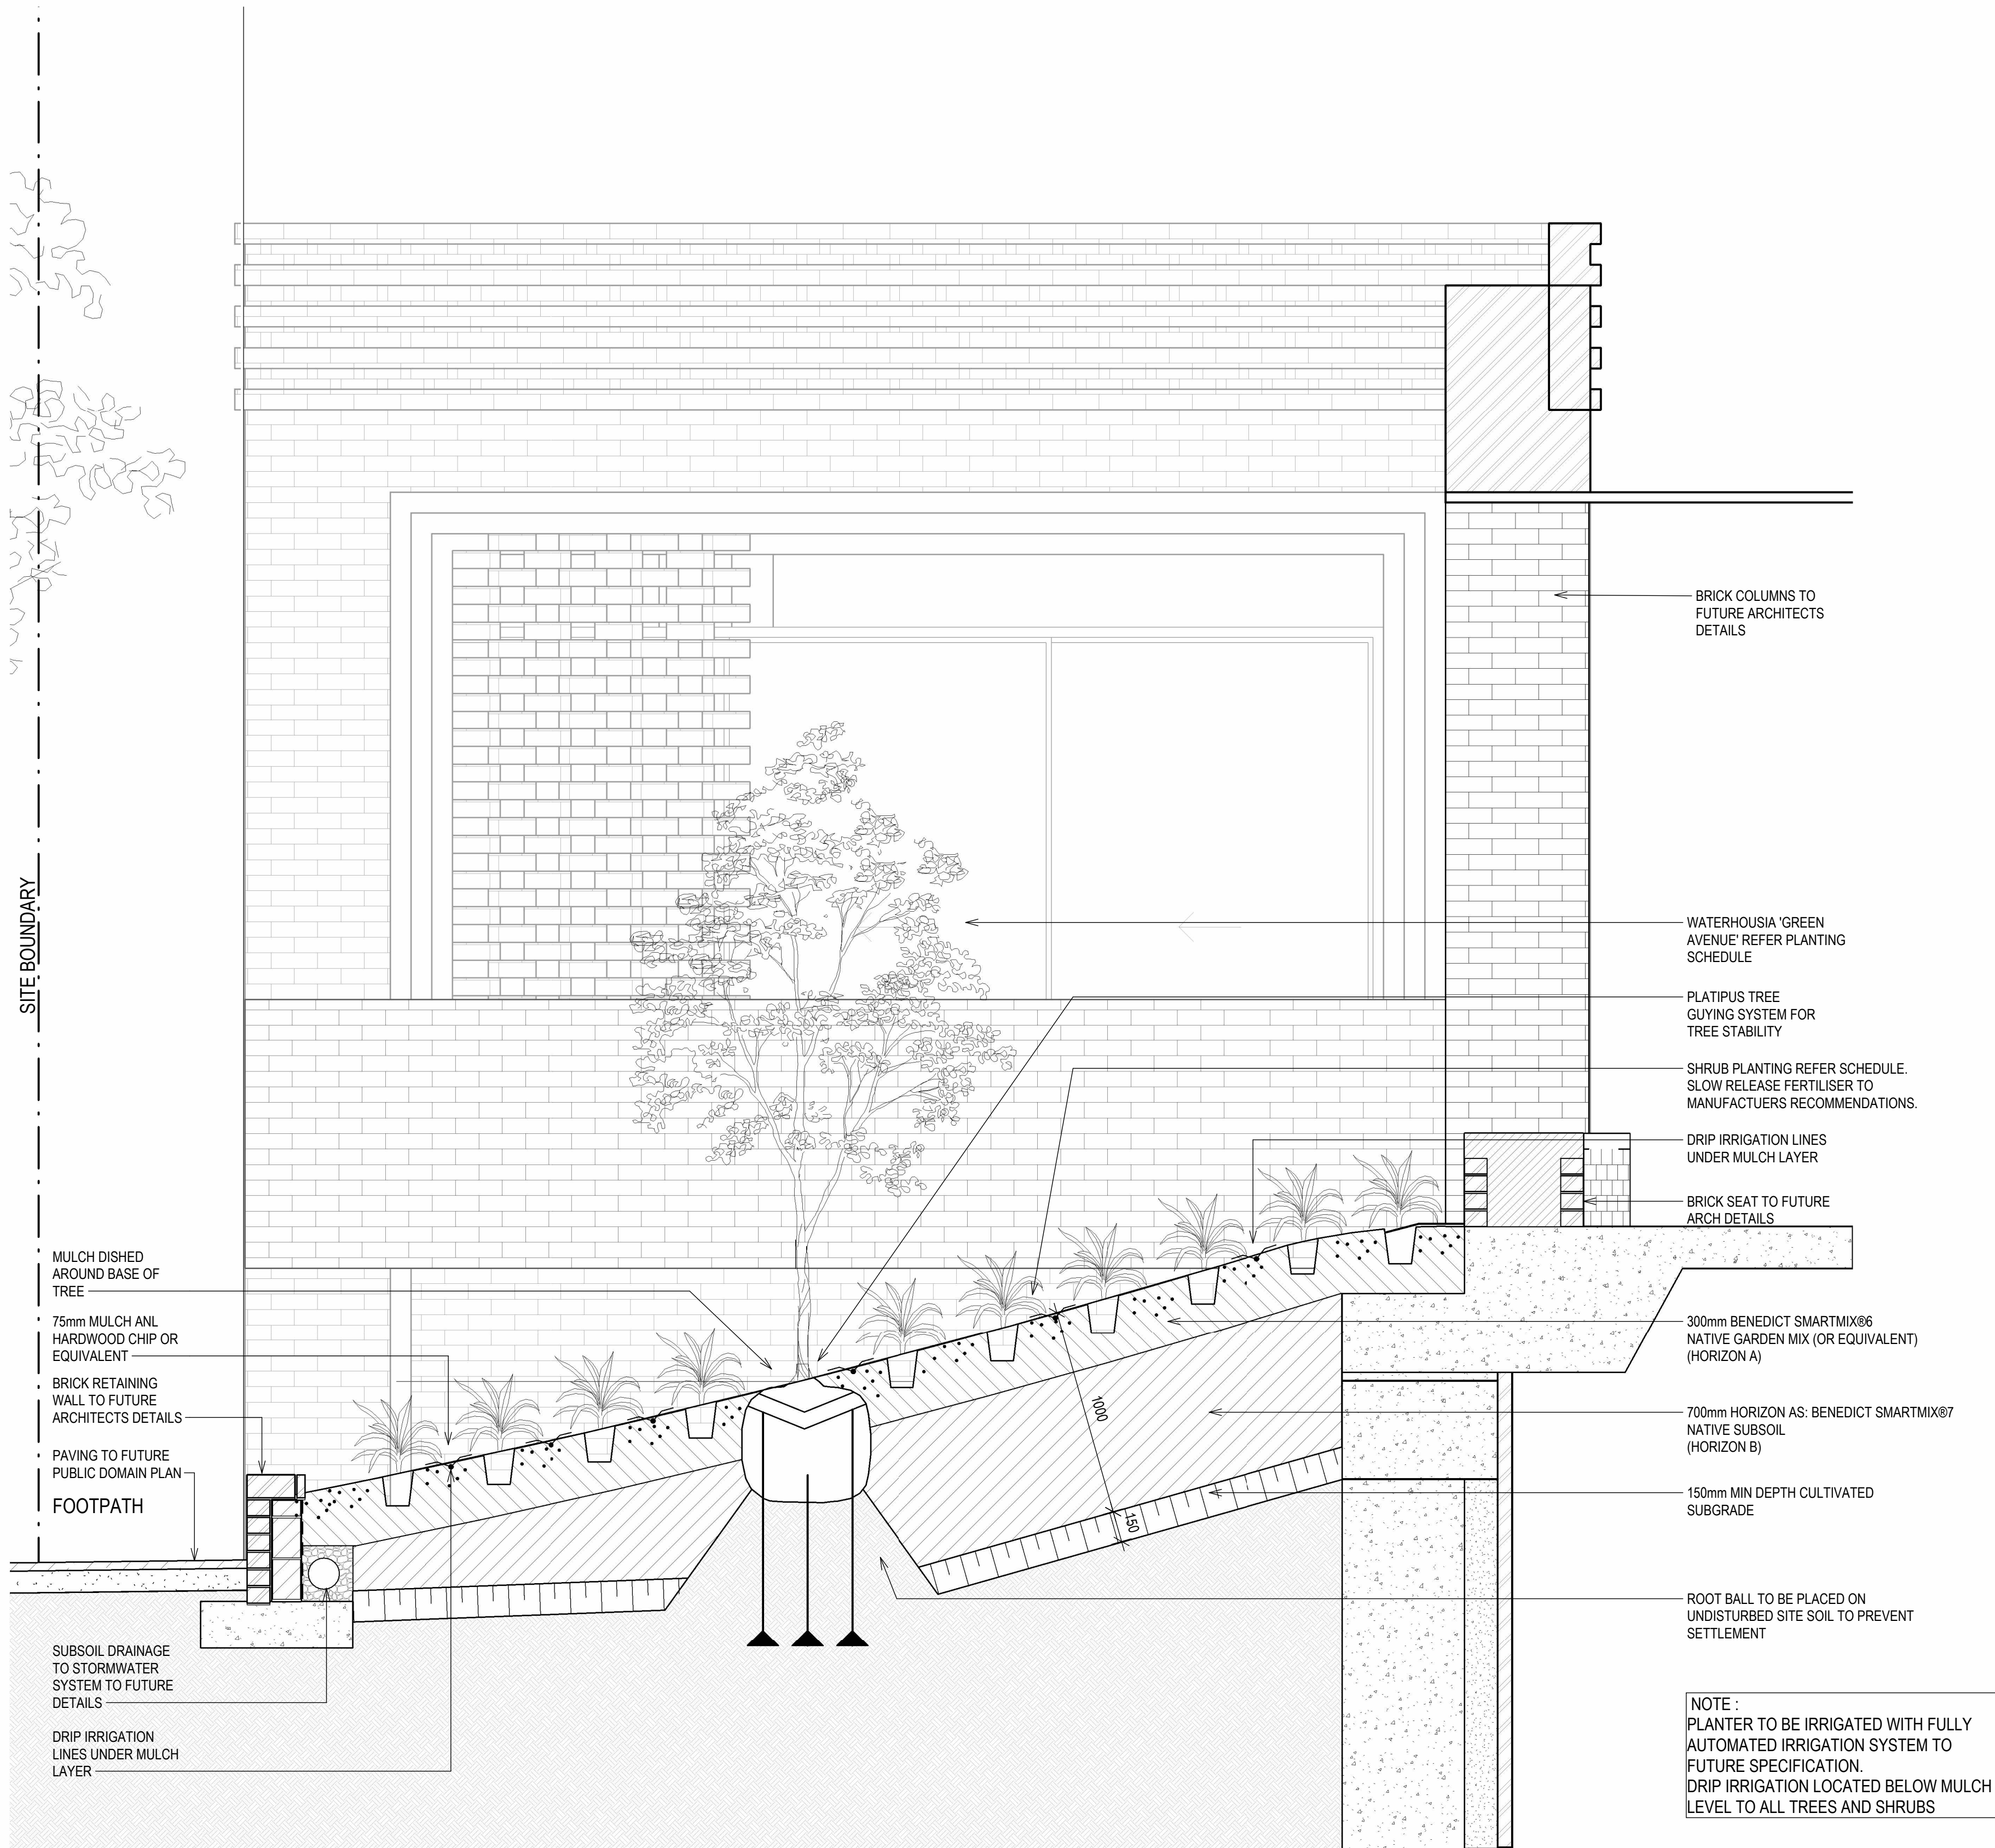 SITE BOUNDARY
MULCH DISHED
AROUND BASE OF
TREE
75mm MULCH ANL
HARDWOOD CHIP OR
EQUIVALENT
BRICK RETAINING
WALL TO FUTURE
ARCHITECTS DETAILS
PAVING TO FUTURE
PUBLIC DOMAIN PLAN
FOOTPATH
SUBSOIL DRAINAGE
TO STORMWATER
SYSTEM TO FUTURE
DETAILS
DRIP IRRIGATION
LINES UNDER MULCH
LAYER
1000
150
BRICK COLUMNS TO
FUTURE ARCHITECTS
DETAILS
WATERHOUSIA 'GREEN
AVENUE' REFER PLANTING
SCHEDULE
PLATIPUS TREE
GUYING SYSTEM FOR
TREE STABILITY
SHRUB PLANTING REFER SCHEDULE.
SLOW RELEASE FERTILISER TO
MANUFACTUERS RECOMMENDATIONS.
DRIP IRRIGATION LINES
UNDER MULCH LAYER
BRICK SEAT TO FUTURE
ARCH DETAILS
300mm BENEDICT SMARTMIX®6
NATIVE GARDEN MIX (OR EQUIVALENT)
(HORIZON A)
700mm HORIZON AS: BENEDICT SMARTMIX®7
NATIVE SUBSOIL
(HORIZON B)
150mm MIN DEPTH CULTIVATED
SUBGRADE
ROOT BALL TO BE PLACED ON
UNDISTURBED SITE SOIL TO PREVENT
SETTLEMENT
NOTE :
PLANTER TO BE IRRIGATED WITH FULLY
AUTOMATED IRRIGATION SYSTEM TO
FUTURE SPECIFICATION.
DRIP IRRIGATION LOCATED BELOW MULCH
LEVEL TO ALL TREES AND SHRUBS